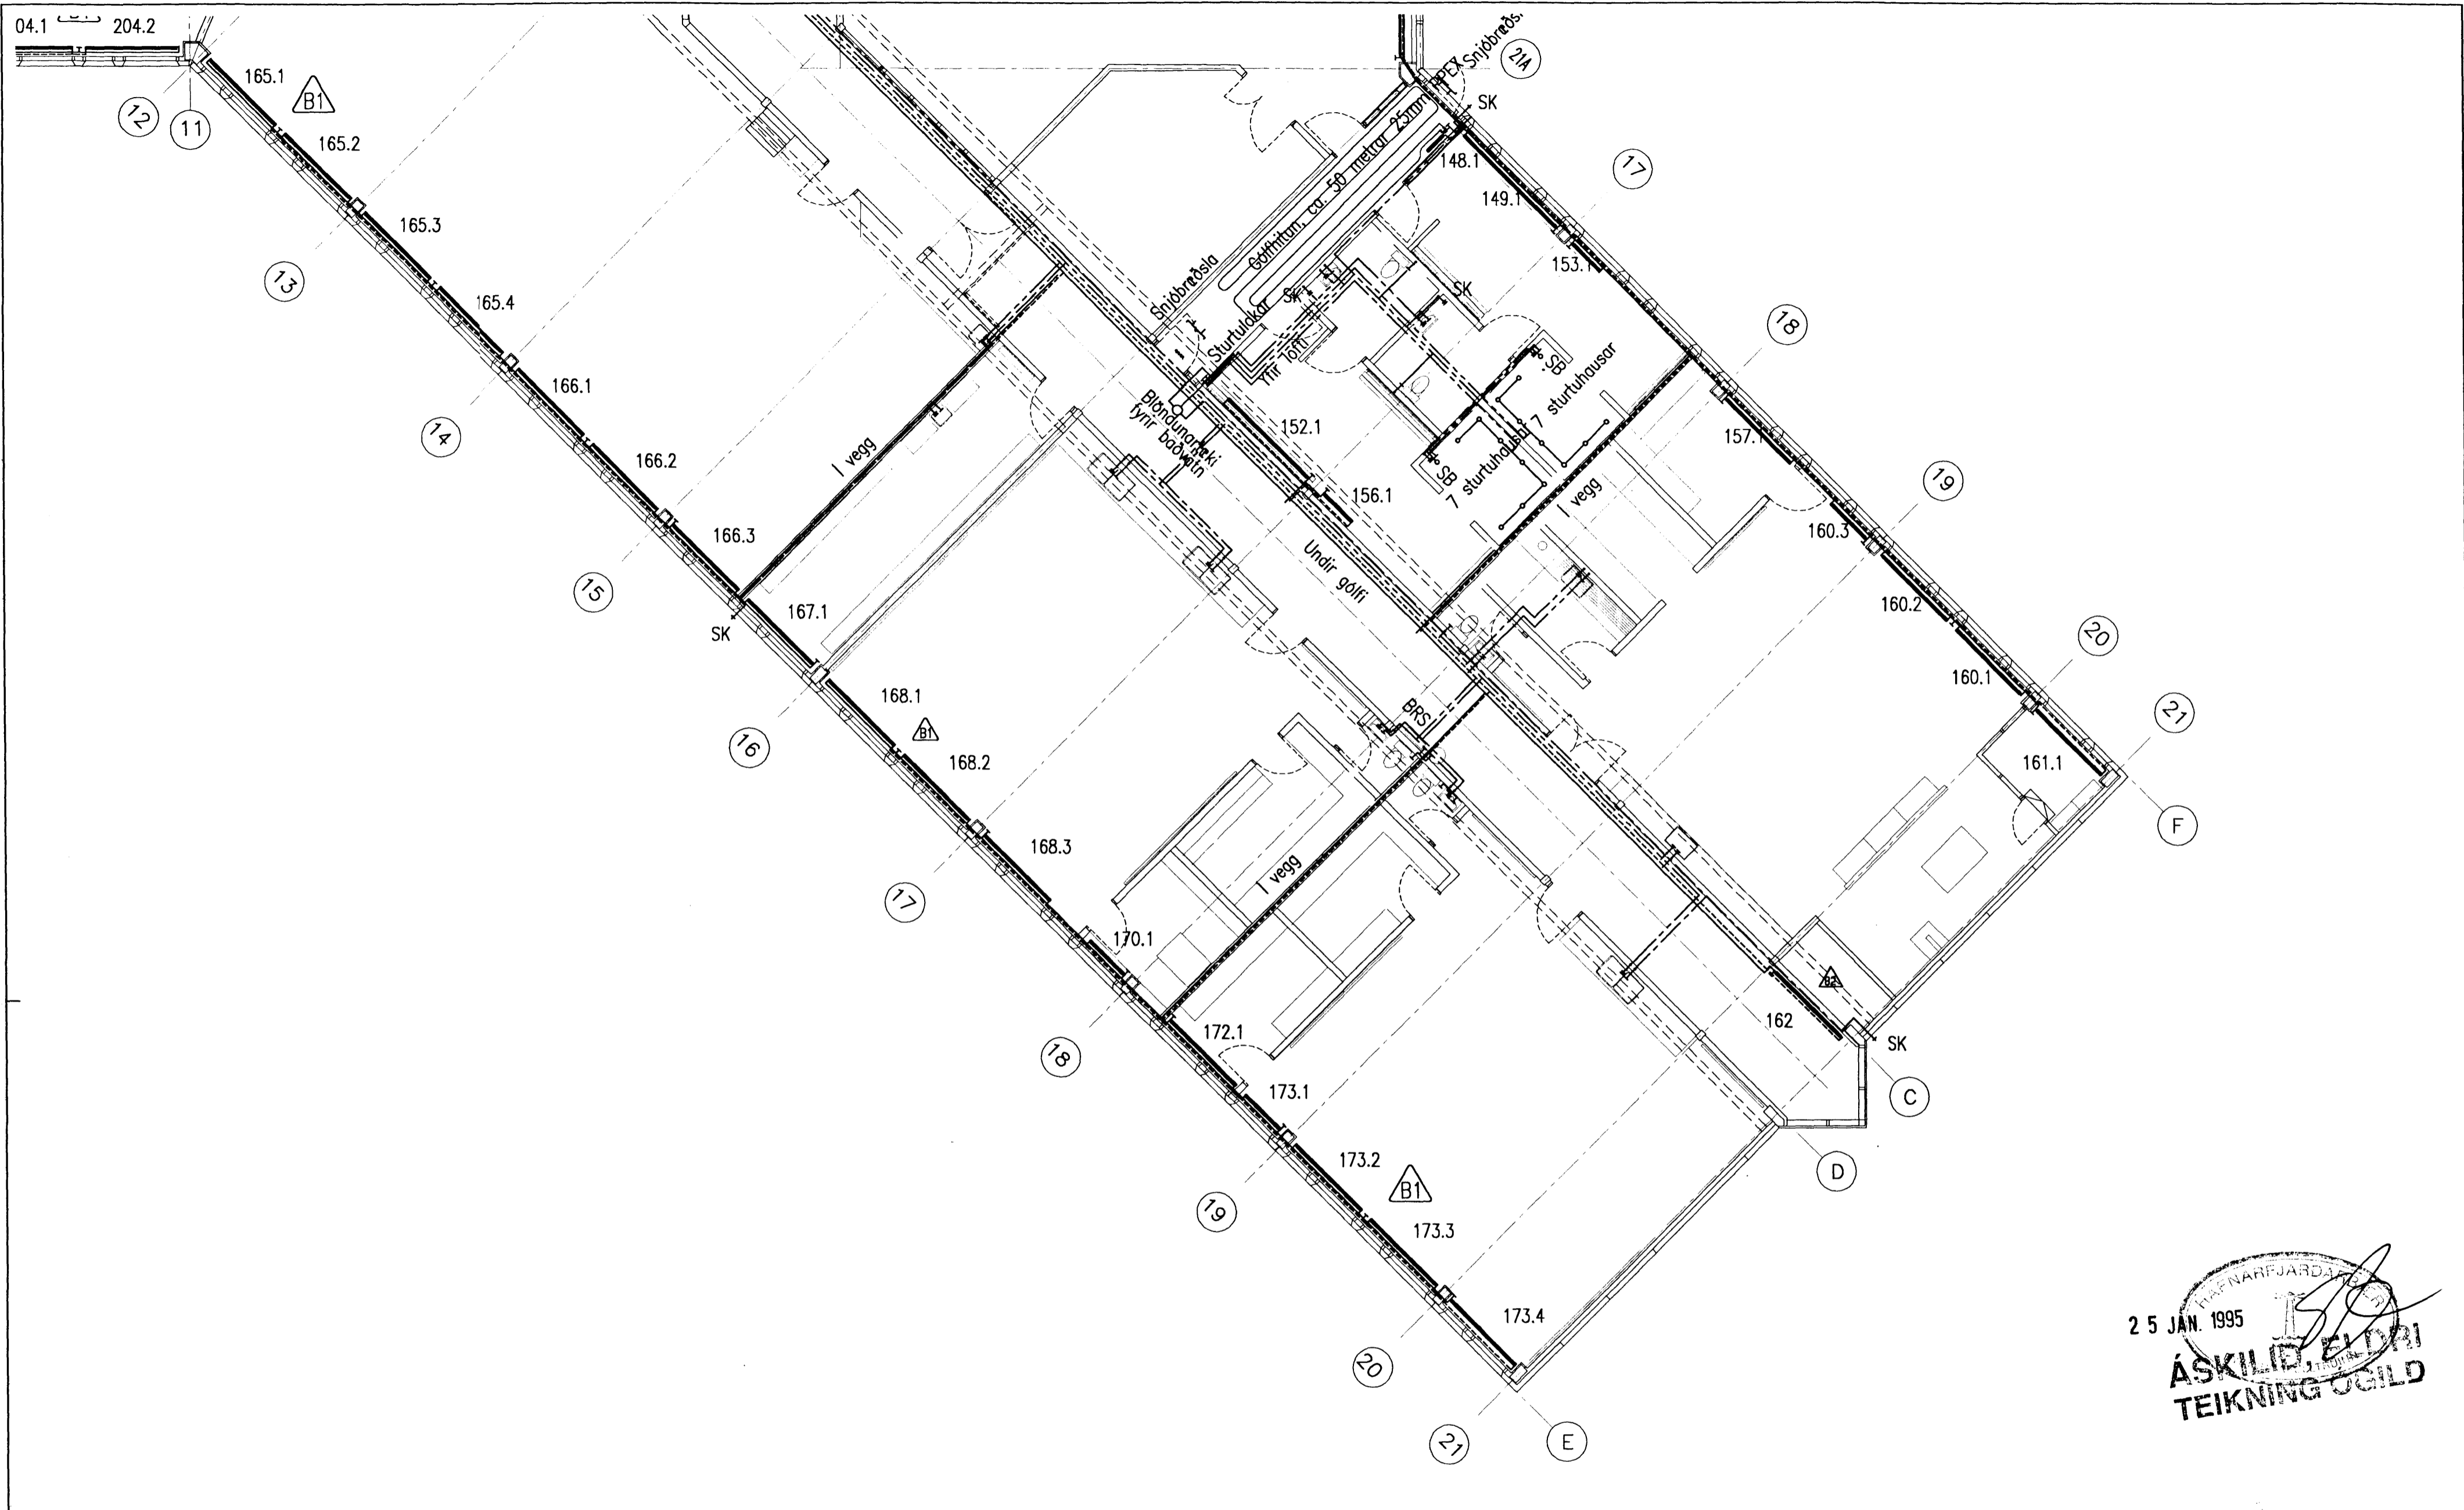 04.1
204.2
165.1
B1
12
11
165.2
165.3
13
165.4
166.1
14
166.2
166.3
15
167.1
SK
168.1
B1
16
168.2
168.3
17
170.1
18
172.1
173.1
173.2
B1
19
173.3
173.4
20
21
E
D
C
SK
162
B2
F
21
161.1
20
160.1
160.2
160.3
19
157.1
18
153.1
17
149.1
148.1
SK
21A
PEX Snjóbræðsl
Gólfhitun, ca. 50 metrar 25mm
Snjóbræðsla
Sturtulokar
Yfir lofti
SK
SK
Blöndunartæki
fyrir baðvatn
152.1
156.1
SB
7 sturtuhausar
SB
7 sturtuhausar
Í vegg
Í vegg
Í vegg
Undir gólfi
BRS
25 JAN. 1995
HAFNARFJARÐARBÆR
ÁSKILIÐ, ELDRI
TEIKNING ÓGILD